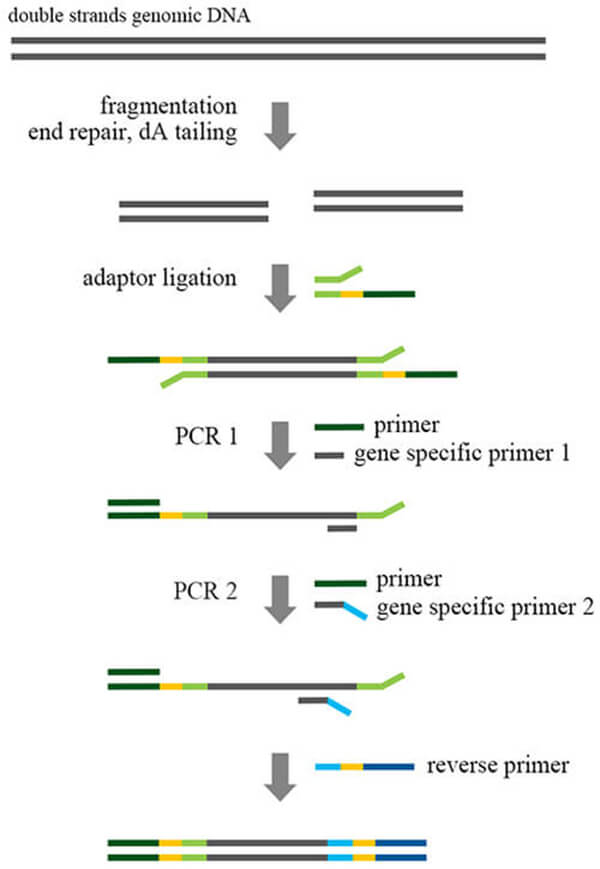 double strands genomic DNA
fragmentation
end repair, dA tailing
adaptor ligation
PCR 1
primer
gene specific primer 1
PCR 2
primer
gene specific primer 2
reverse primer